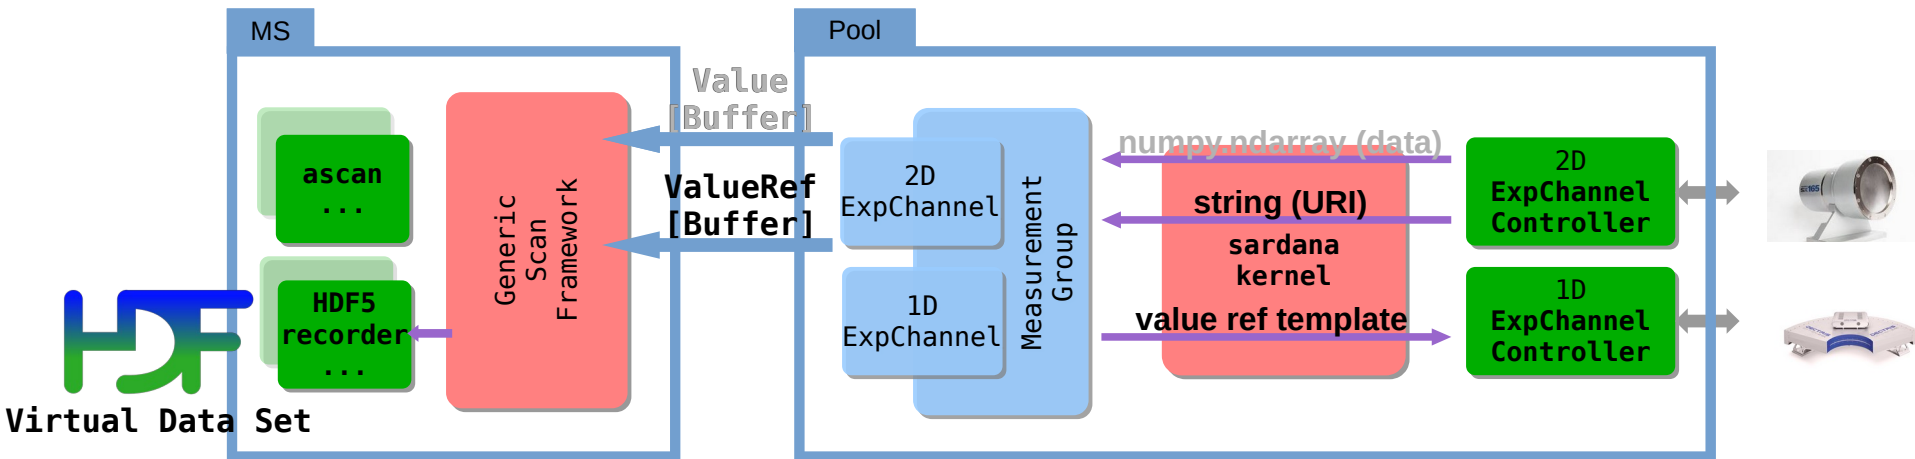 MS
Pool
Value
[Buffer]
ValueRef
[Buffer]
ascan
...
HDF5
recorder
...
Generic
Scan
Framework
HDF
Virtual Data Set
2D
ExpChannel
1D
ExpChannel
Measurement
Group
numpy.ndarray (data)
string (URI)
sardana
kernel
value ref template
2D
ExpChannel
Controller
1D
ExpChannel
Controller